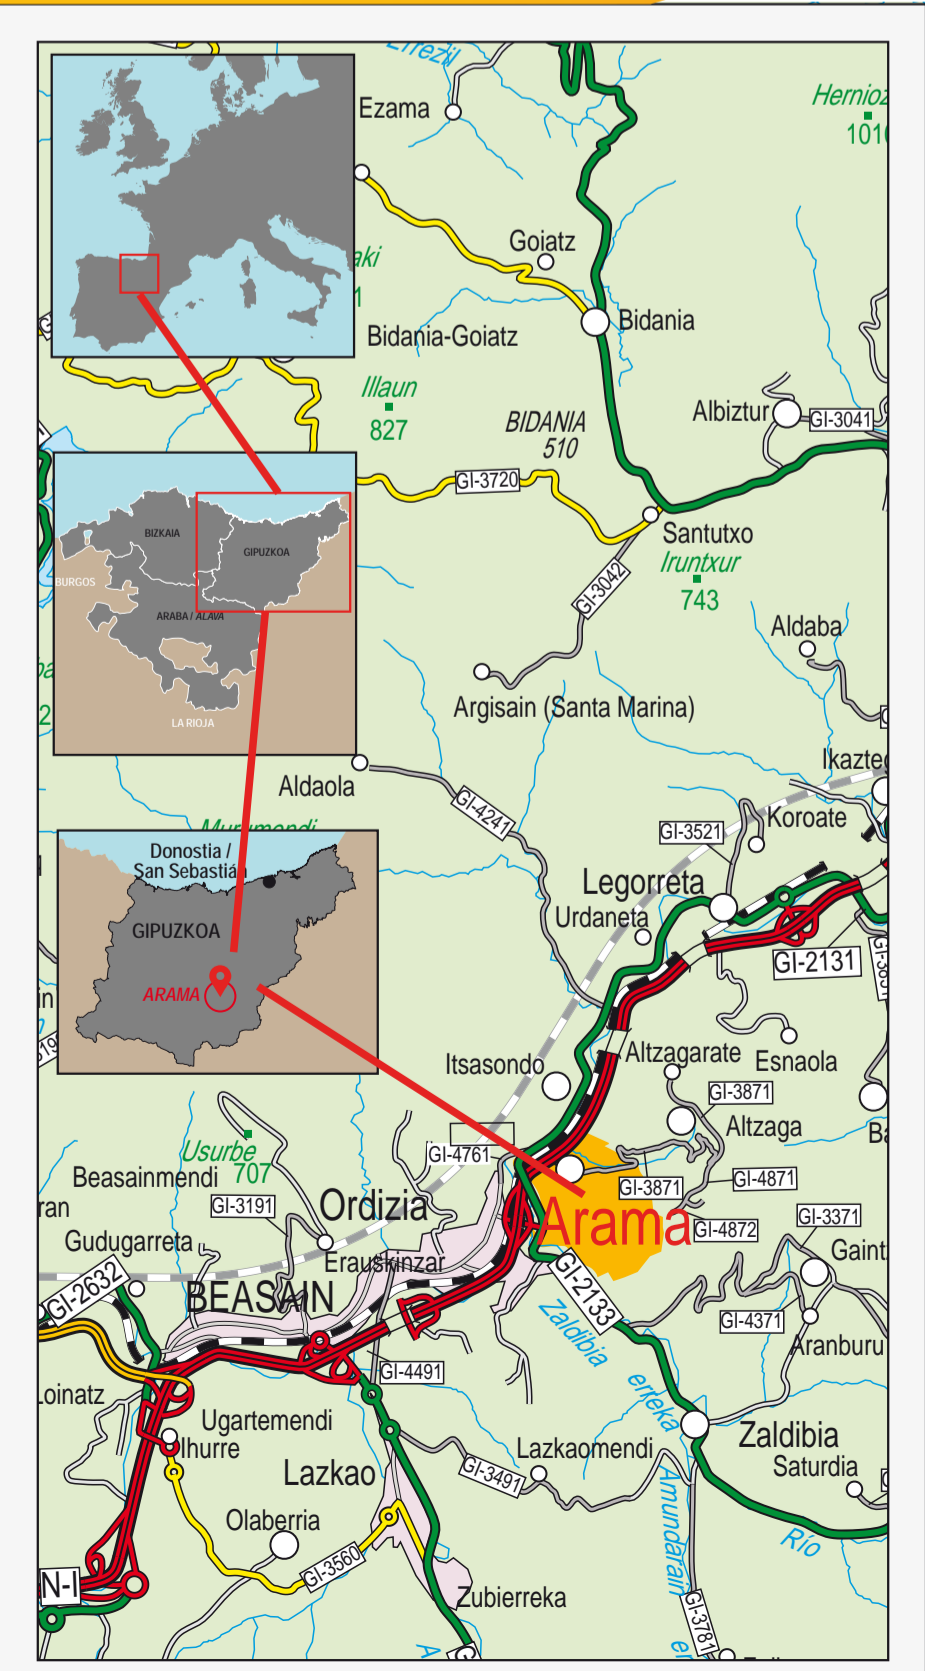 Errezil
Ezama
Hernioz
Goiatz
Bidania
Bidania-Goiatz
Illaun
827
BIDANIA
510
Albiztur
GI-3041
GI-3720
Santutxo
Iruntxur
743
GI-3042
BIZKAIA
GIPUZKOA
BURGOS
ARABA / ALAVA
LA RIOJA
Aldaba
Argisain (Santa Marina)
Aldaola
GI-4241
Koroate
GI-3521
Murumendi
Donostia /
San Sebastián
GIPUZKOA
ARAMA
Legorreta
Urdaneta
GI-2131
Itsasondo
Altzagarate
Esnaola
GI-3871
Altzaga
GI-4761
Usurbe
707
Beasainmendi
GI-3191
Ordizia
GI-3871
GI-4871
Arama
GI-4872
GI-3371
Gudugarreta
Erauskinzar
GI-2632
BEASAIN
GI-2133
Zaldibia
erreka
GI-4371
Aranburu
GI-4491
Loinatz
Ugartemendi
Ihurre
Lazkao
Lazkaomendi
GI-3491
Zaldibia
Saturdia
Olaberria
GI-3560
Amundarain
Río
N-I
Zubierreka
GI-3781